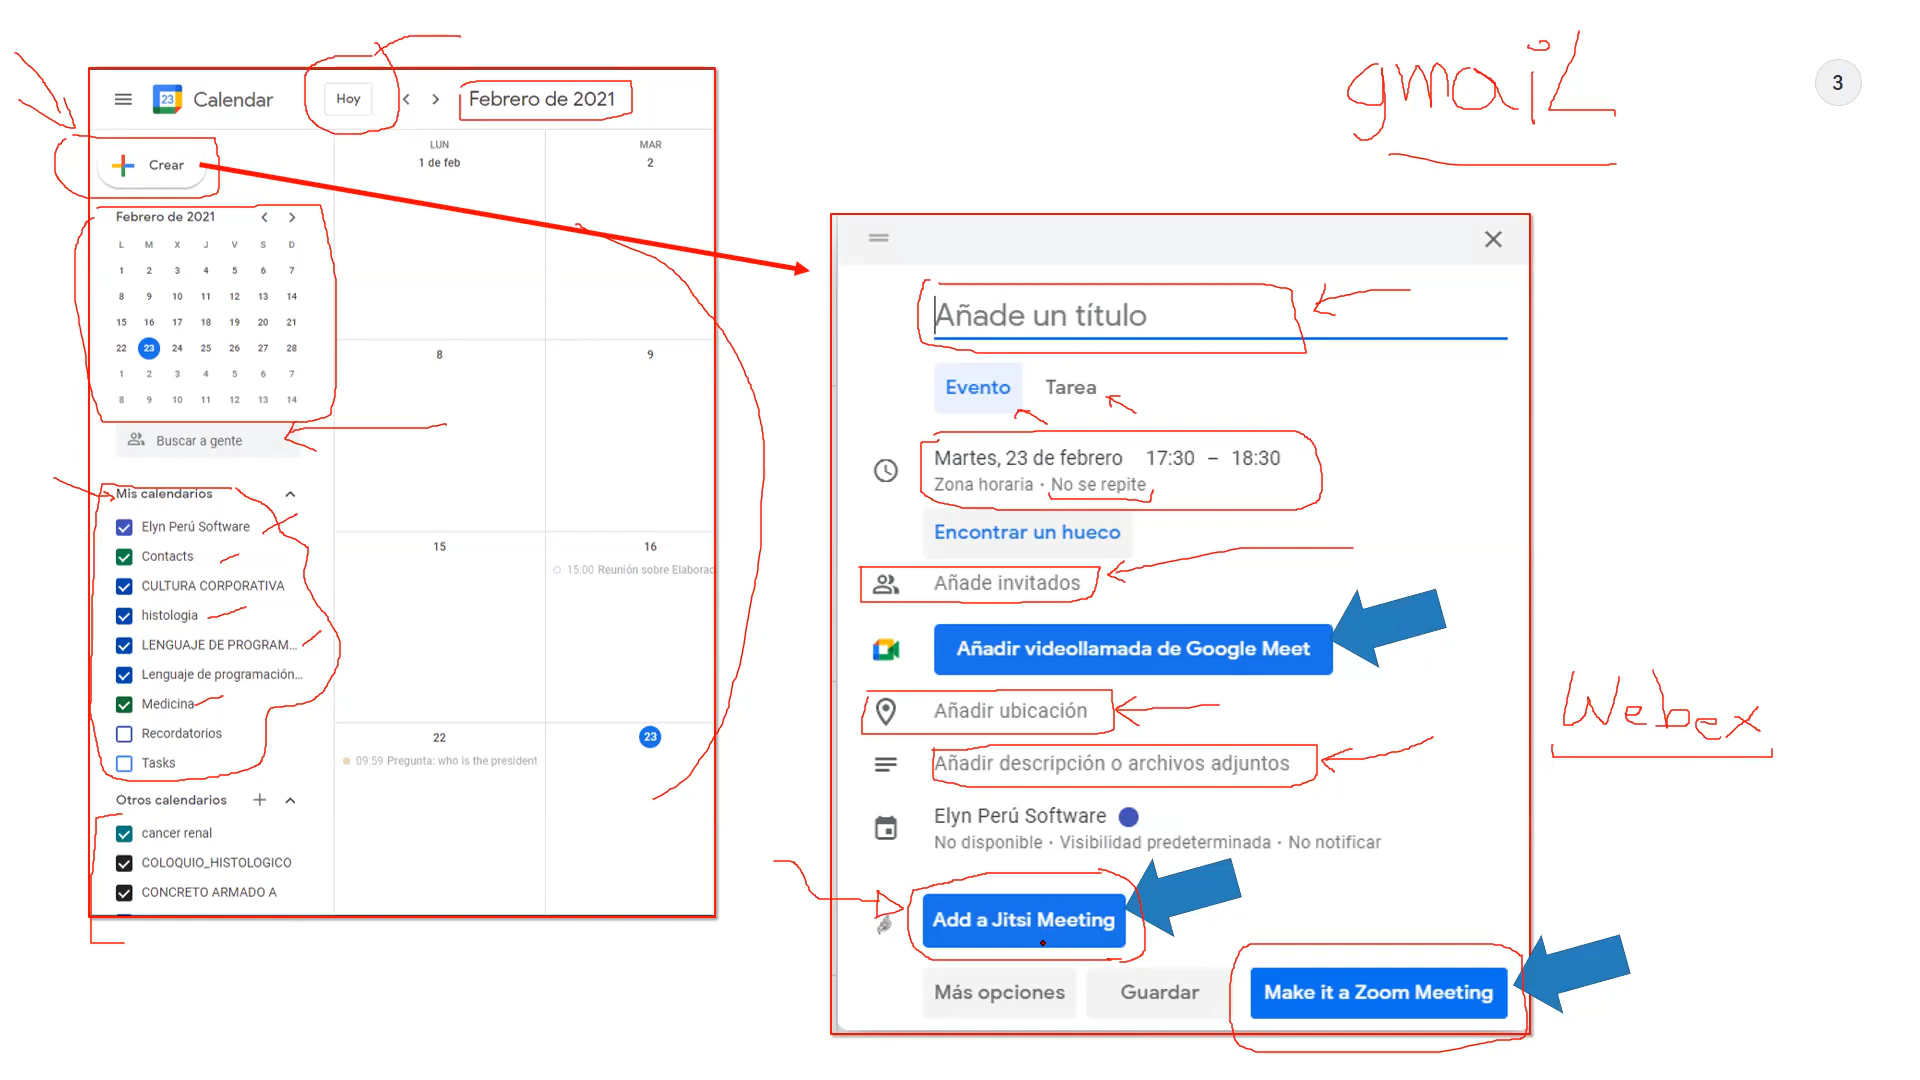 gmail
3
23
Calendar
Hoy
Febrero de 2021
Crear
LUN
1 de feb
MAR
2
Febrero de 2021
L M X J V S D
1 2 3 4 5 6 7
8 9 10 11 12 13 14
15 16 17 18 19 20 21
22 23 24 25 26 27 28
1 2 3 4 5 6 7
8 9 10 11 12 13 14
8
9
Buscar a gente
Mis calendarios
Elyn Perú Software
Contacts
CULTURA CORPORATIVA
histologia
LENGUAJE DE PROGRAM...
Lenguaje de programación...
Medicina
Recordatorios
Tasks
Otros calendarios
cancer renal
COLOQUIO_HISTOLOGICO
CONCRETO ARMADO A
15
16
15:00 Reunión sobre Elaborac
22
23
09:59 Pregunta: who is the president
Añade un título
Evento
Tarea
Martes, 23 de febrero 17:30 – 18:30
Zona horaria · No se repite
Encontrar un hueco
Añade invitados
Añadir videollamada de Google Meet
Añadir ubicación
Webex
Añadir descripción o archivos adjuntos
Elyn Perú Software
No disponible · Visibilidad predeterminada · No notificar
Add a Jitsi Meeting
Más opciones
Guardar
Make it a Zoom Meeting